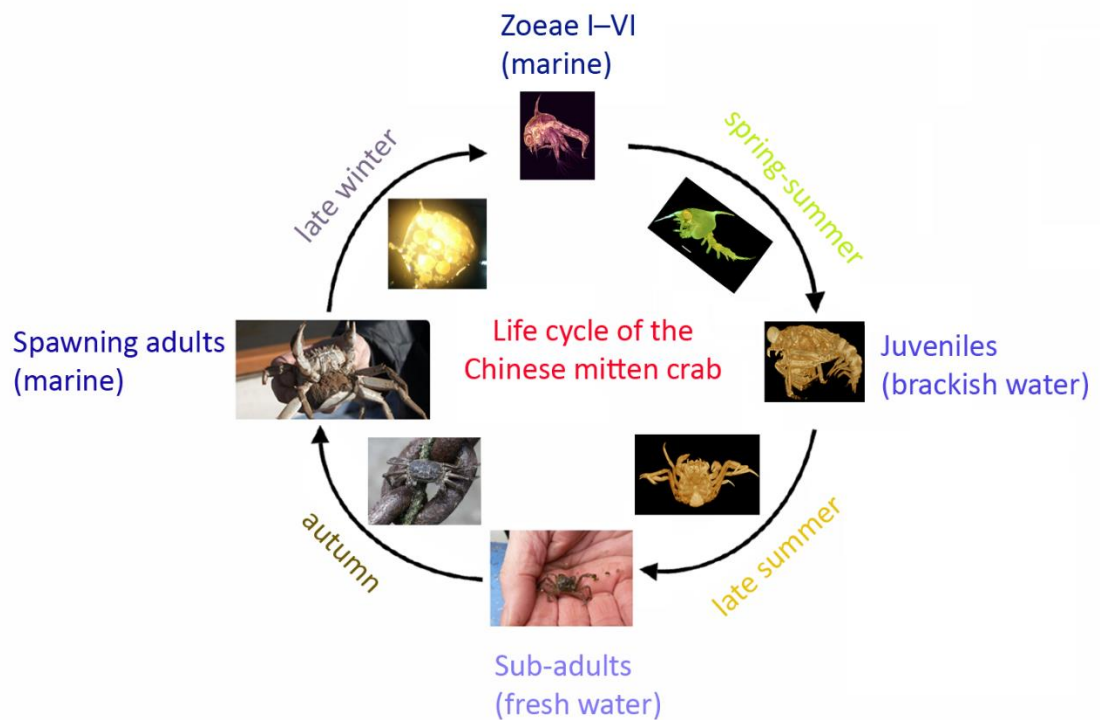 Zoeae I–VI
(marine)
late winter
spring-summer
Spawning adults
(marine)
Life cycle of the
Chinese mitten crab
Juveniles
(brackish water)
autumn
late summer
Sub-adults
(fresh water)